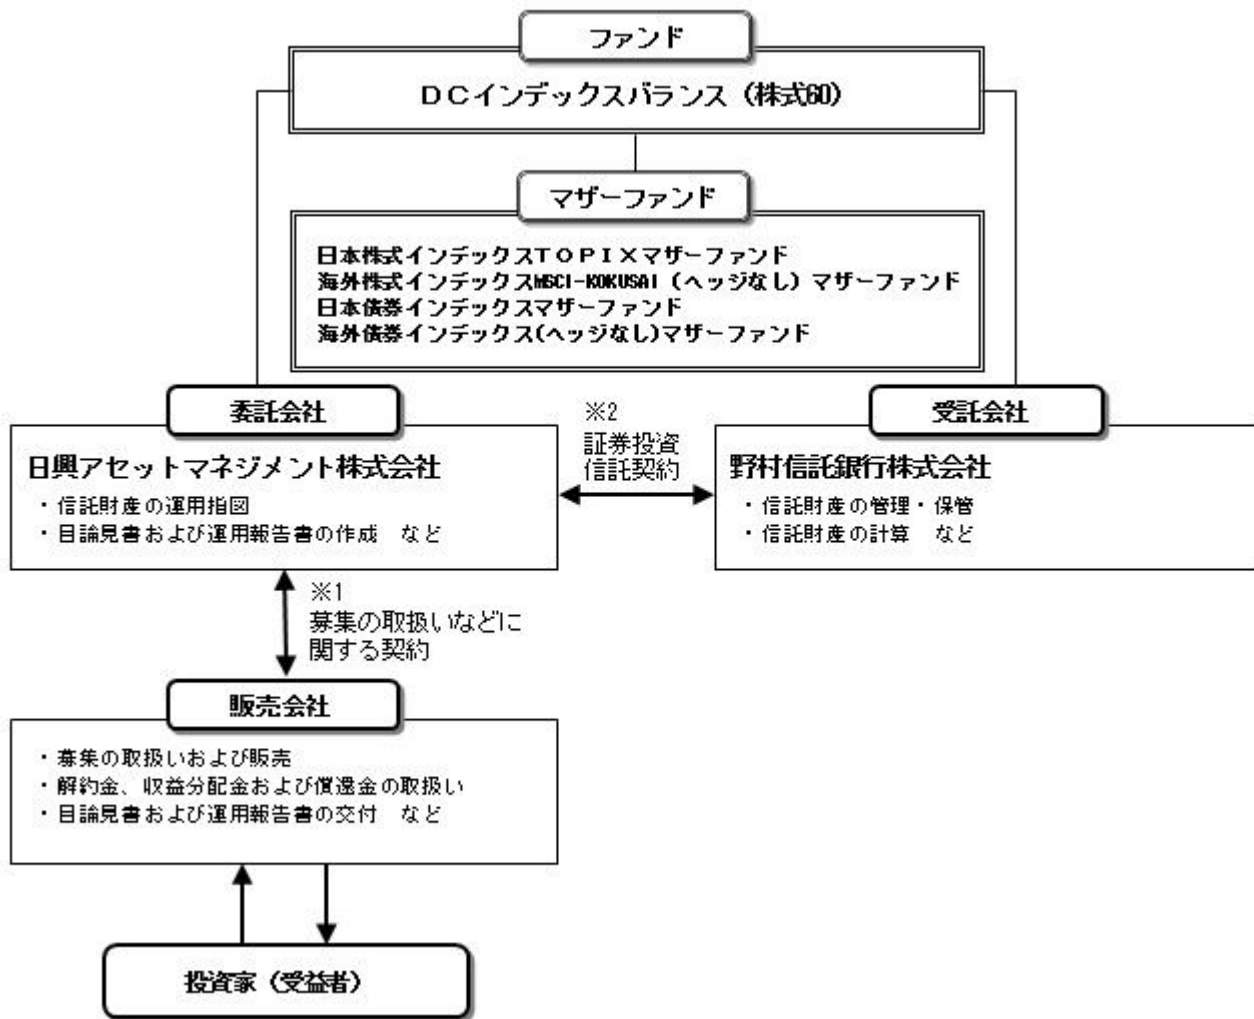 ファンド
ＤＣインデックスバランス（株式60）
マザーファンド
日本株式インデックスＴＯＰＩＸマザーファンド
海外株式インデックスMSCI-KOKUSAI（ヘッジなし）マザーファンド
日本債券インデックスマザーファンド
海外債券インデックス(ヘッジなし)マザーファンド
委託会社
日興アセットマネジメント株式会社
・信託財産の運用指図
・目論見書および運用報告書の作成　など
※2
証券投資
信託契約
受託会社
野村信託銀行株式会社
・信託財産の管理・保管
・信託財産の計算　など
※1
募集の取扱いなどに
関する契約
販売会社
・募集の取扱いおよび販売
・解約金、収益分配金および償還金の取扱い
・目論見書および運用報告書の交付　など
投資家（受益者）